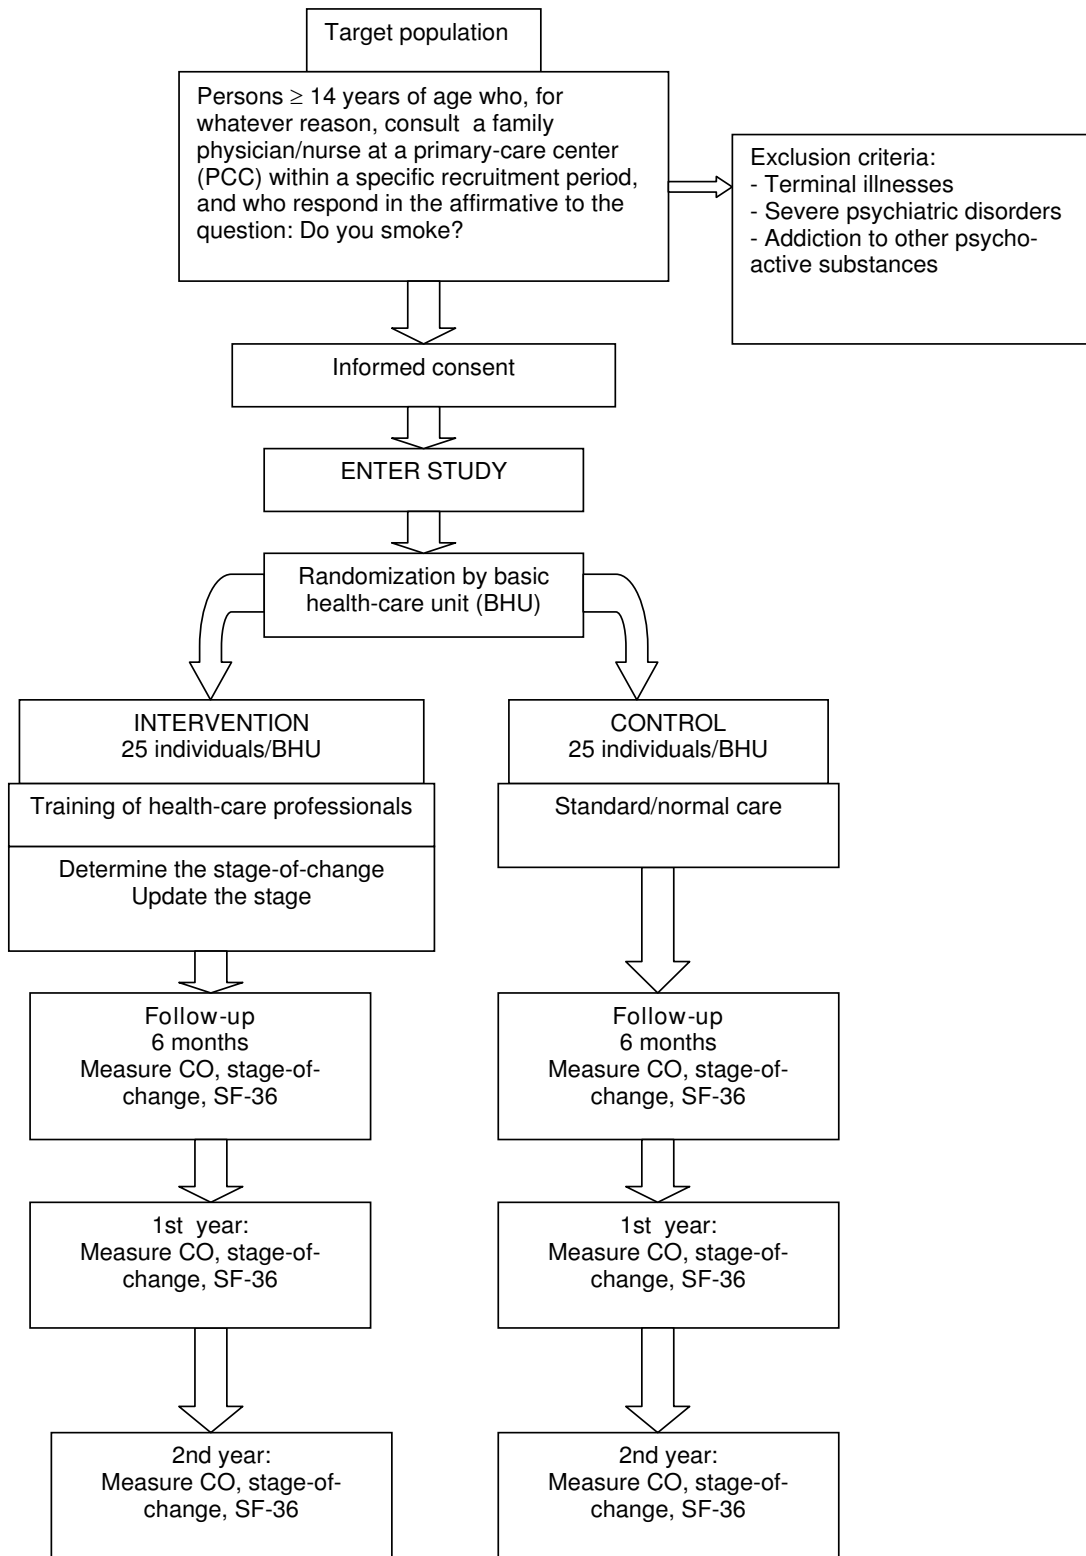 Target population
Persons ≥ 14 years of age who, for
whatever reason, consult a family
physician/nurse at a primary-care center
(PCC) within a specific recruitment period,
and who respond in the affirmative to the
question: Do you smoke?
Exclusion criteria:
- Terminal illnesses
- Severe psychiatric disorders
- Addiction to other psycho-
active substances
Informed consent
ENTER STUDY
Randomization by basic
health-care unit (BHU)
INTERVENTION
25 individuals/BHU
Training of health-care professionals
Determine the stage-of-change
Update the stage
CONTROL
25 individuals/BHU
Standard/normal care
Follow-up
6 months
Measure CO, stage-of-
change, SF-36
Follow-up
6 months
Measure CO, stage-of-
change, SF-36
1st year:
Measure CO, stage-of-
change, SF-36
1st year:
Measure CO, stage-of-
change, SF-36
2nd year:
Measure CO, stage-of-
change, SF-36
2nd year:
Measure CO, stage-of-
change, SF-36